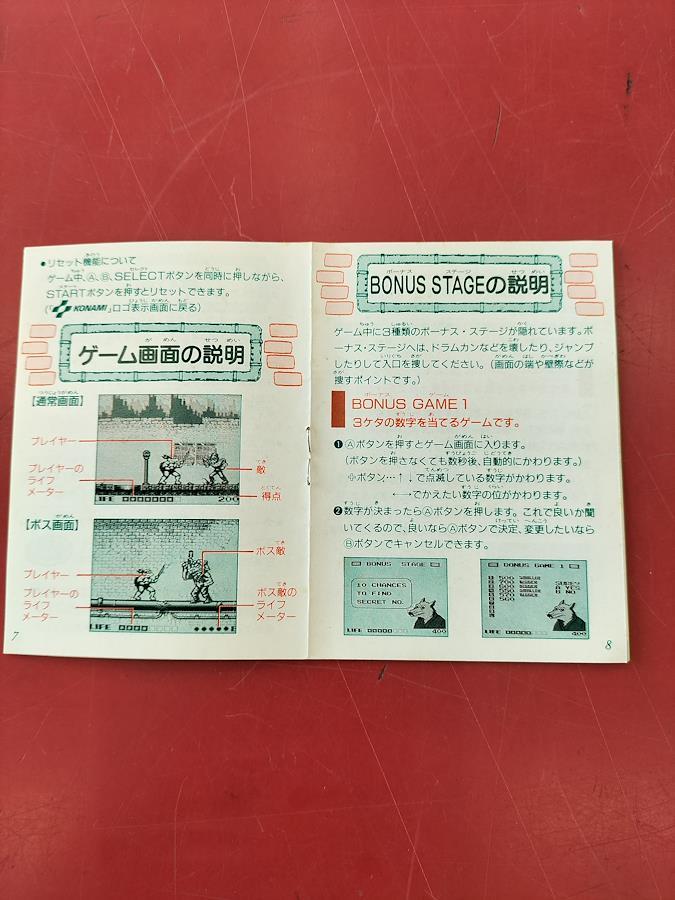 ●リセット機能について
ゲーム中、Ⓐ、Ⓑ、SELECTボタンを同時に押しながら、
STARTボタンを押すとリセットできます。
(「KONAMI」ロゴ表示画面に戻る)
ゲーム画面の説明
【通常画面】
プレイヤー
プレイヤーの
ライフ
メーター
敵
得点
LIFE
200
【ボス画面】
ボス敵
プレイヤー
プレイヤーの
ライフ
メーター
ボス敵の
ライフ
メーター
LIFE
7
BONUS STAGEの説明
ゲーム中に3種類のボーナス・ステージが隠れています。ボ
ーナス・ステージへは、ドラムカンなどを壊したり、ジャンプ
したりして入口を捜してください。(画面の端や壁際などが
捜すポイントです。)
BONUS GAME 1
3ケタの数字を当てるゲームです。
❶Ⓐボタンを押すとゲーム画面に入ります。
(ボタンを押さなくても数秒後、自動的にかわります。)
✥ボタン…↑↓で点滅している数字がかわります。
←→でかえたい数字の位がかわります。
❷数字が決まったらⒶボタンを押します。これで良いか聞
いてくるので、良いならⒶボタンで決定、変更したいなら
Ⓑボタンでキャンセルできます。
BONUS STAGE
10 CHANCES
TO FIND
SECRET NO.
LIFE
400
BONUS GAME 1
500 SMALLER
700
600
550
570
560
SURE?
A YES
B NO
LIFE
400
8